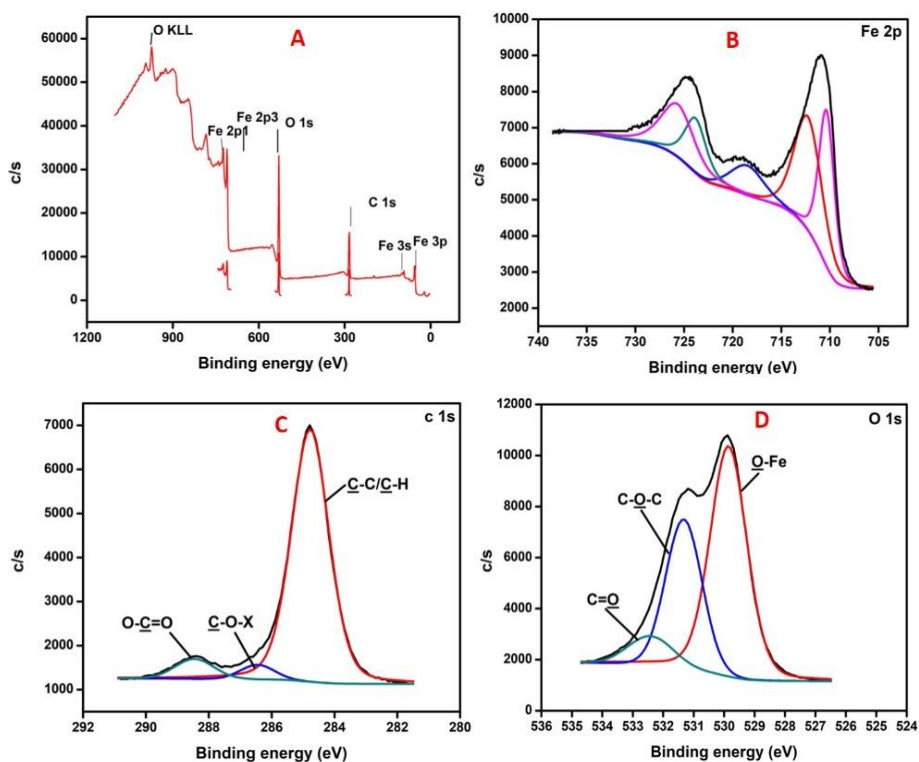 A
O KLL
Fe 2p3
Fe 2p1
O 1s
C 1s
Fe 3s
Fe 3p
60000
50000
40000
30000
20000
10000
0
c/s
1200
900
600
300
0
Binding energy (eV)
B
Fe 2p
10000
9000
8000
7000
6000
5000
4000
3000
2000
c/s
740
735
730
725
720
715
710
705
Binding energy (eV)
C
c 1s
C-C/C-H
O-C=O
C-O-X
7000
6000
5000
4000
3000
2000
1000
c/s
292
290
288
286
284
282
280
Binding energy (eV)
D
O 1s
O-Fe
C-O-C
C=O
12000
10000
8000
6000
4000
2000
0
c/s
536
535
534
533
532
531
530
529
528
527
526
525
524
Binding energy (eV)